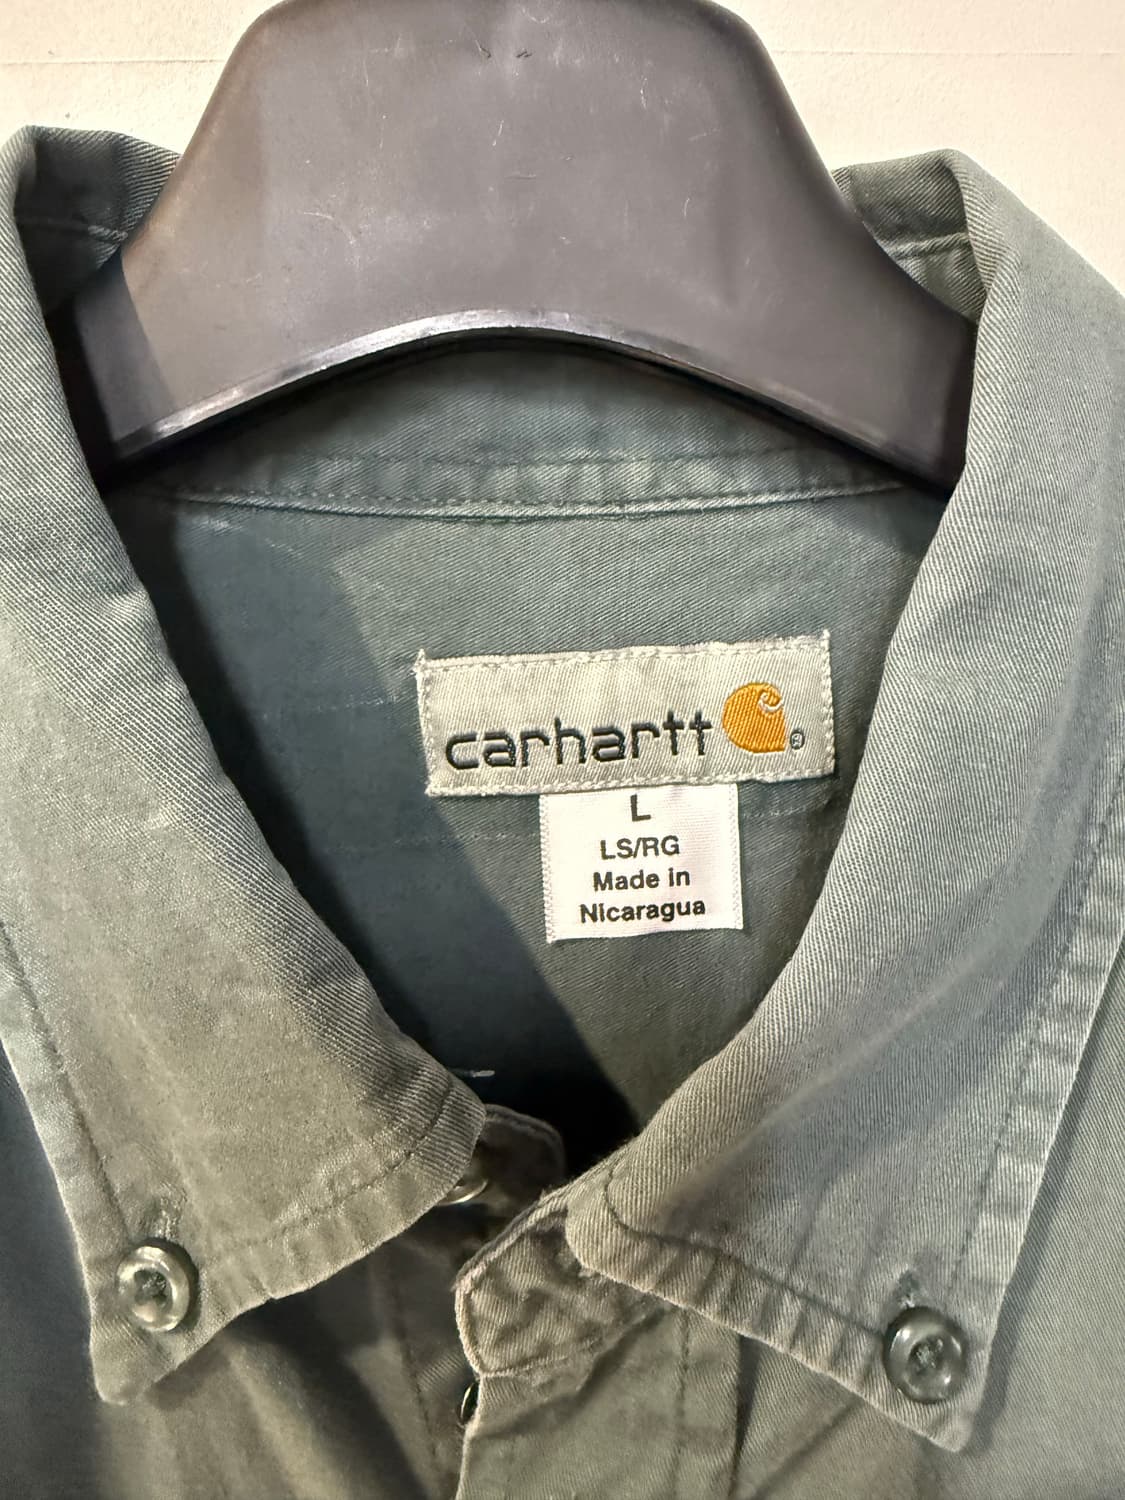 carhartt ®
L
LS/RG
Made in
Nicaragua